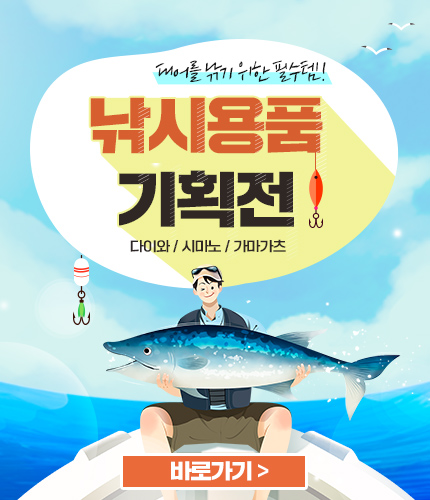 대어를 낚기 위한 필수템!
낚시용품
기획전
다이와 / 시마노 / 가마가츠
바로가기 >